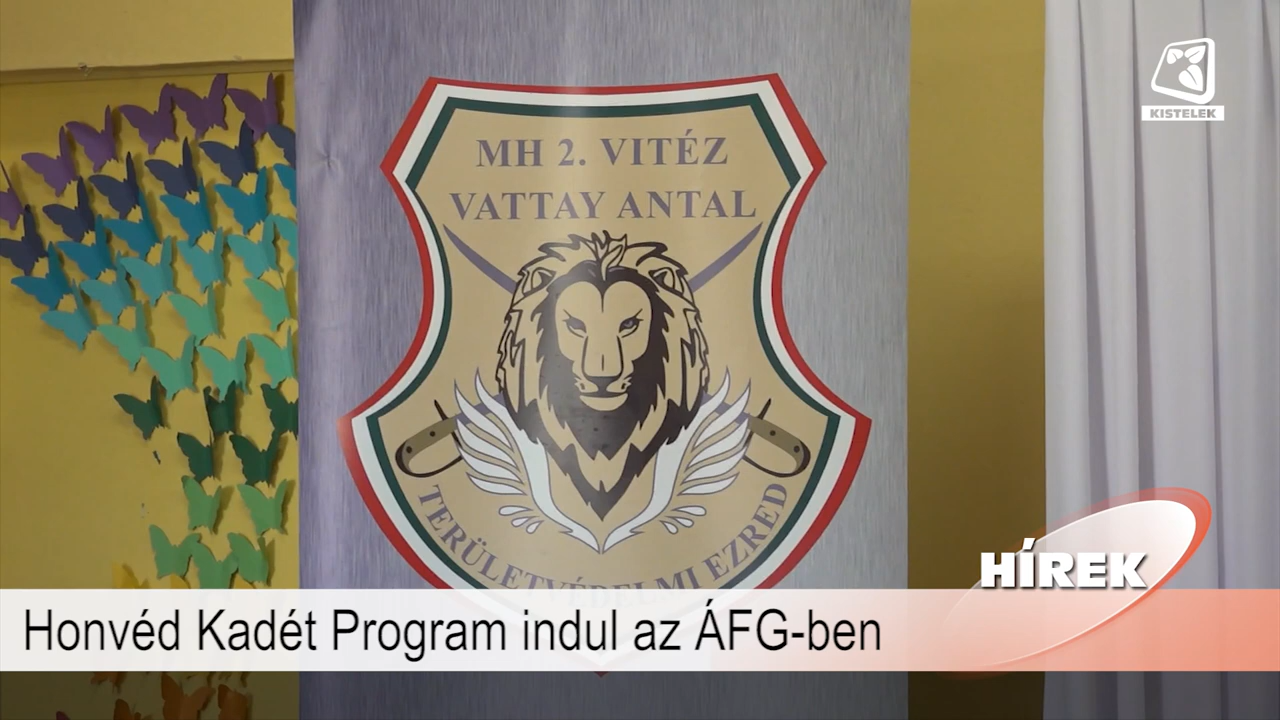 KISTELEK
MH 2. VITÉZ
VATTAY ANTAL
TERÜLETVÉDELMI EZRED
HÍREK
Honvéd Kadét Program indul az ÁFG-ben